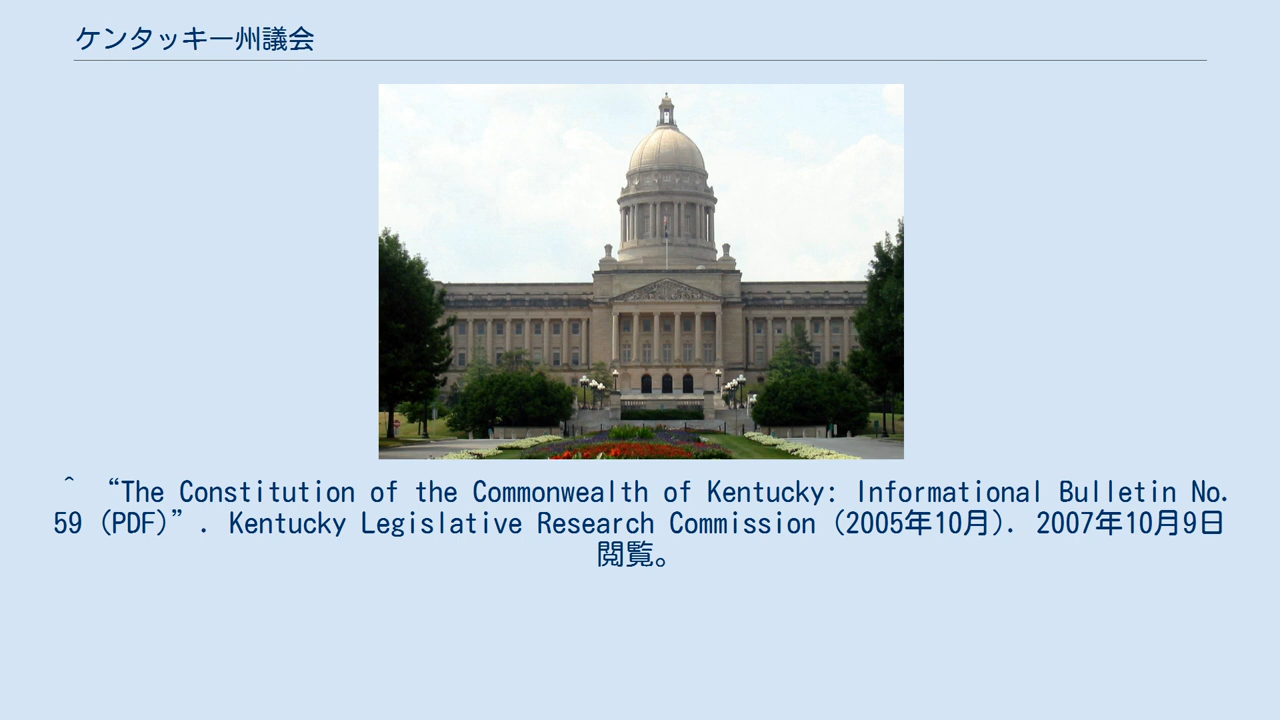 ケンタッキー州議会
^ “The Constitution of the Commonwealth of Kentucky: Informational Bulletin No.
59 (PDF)”. Kentucky Legislative Research Commission (2005年10月). 2007年10月9日
閲覧。